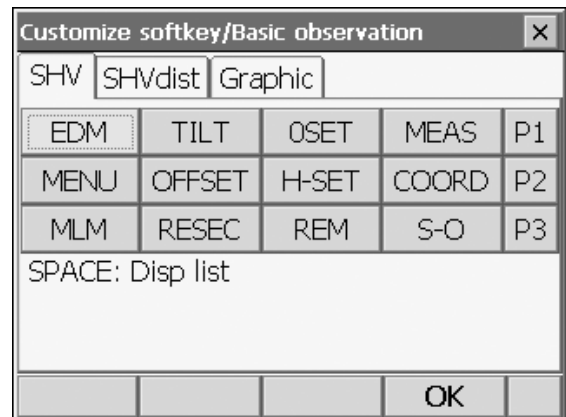 Customize softkey/Basic observation ×
SHV SHVdist Graphic
EDM TILT 0SET MEAS P1
MENU OFFSET H-SET COORD P2
MLM RESEC REM S-O P3
SPACE: Disp list
OK